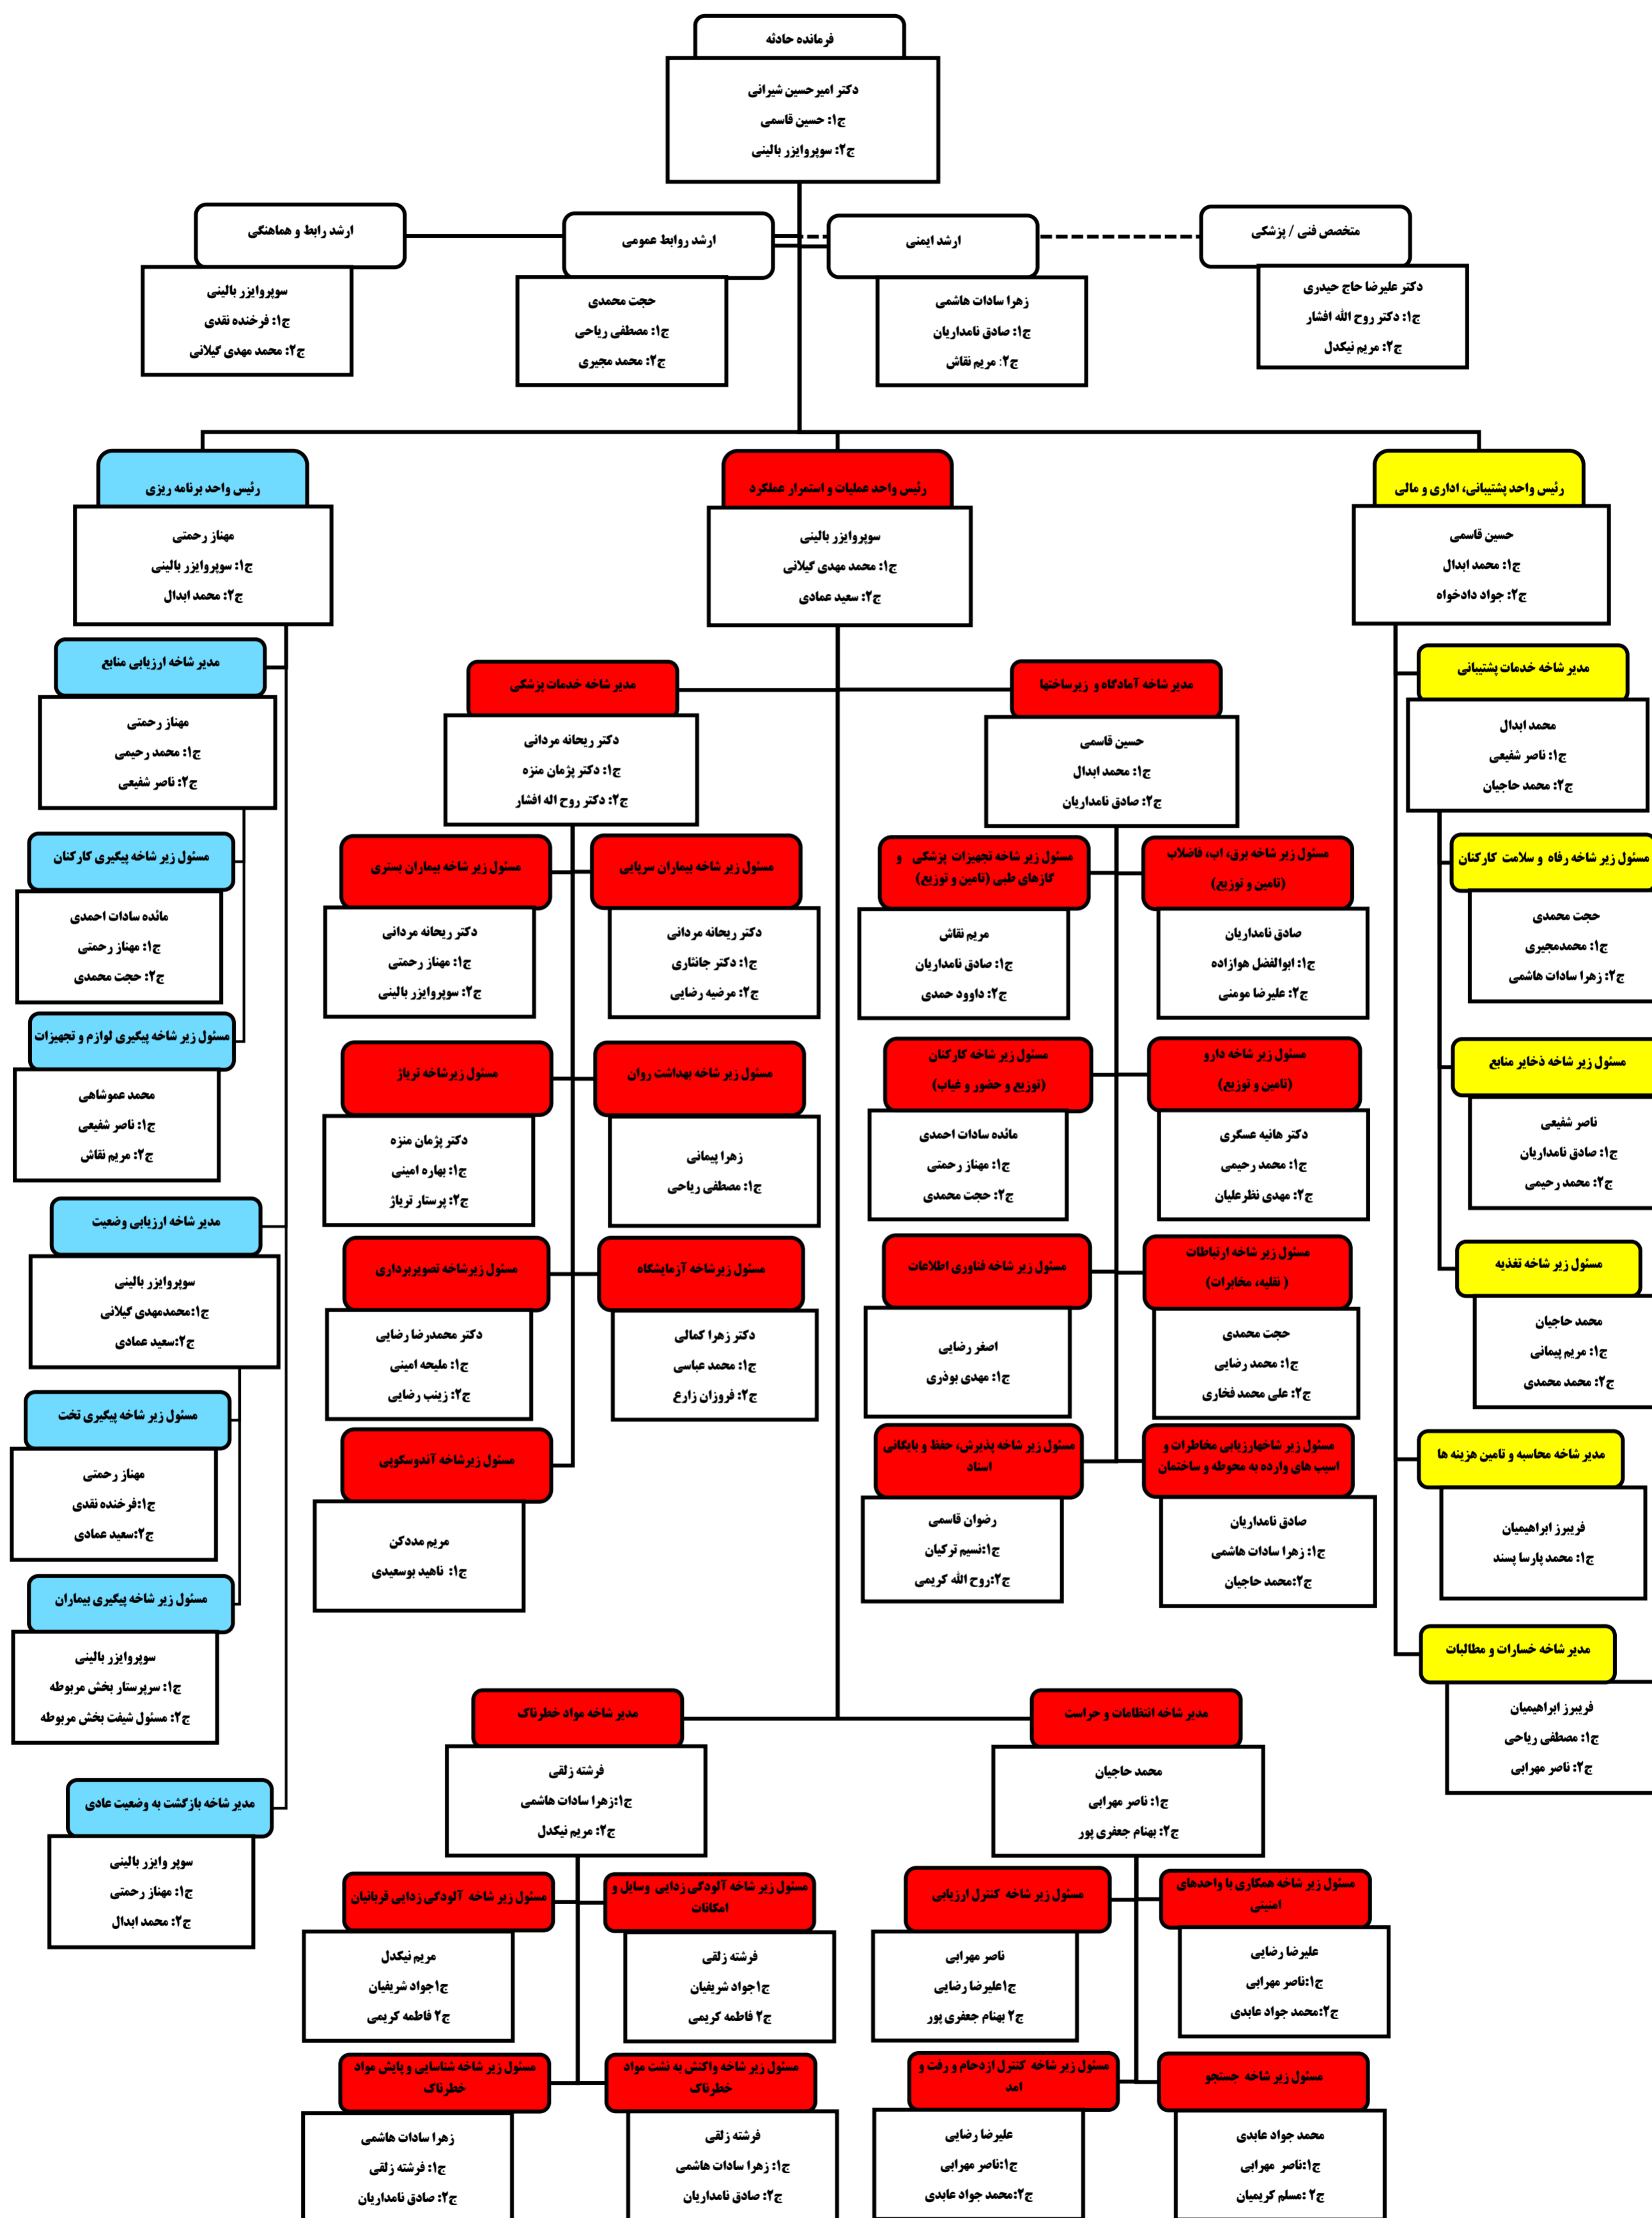 فرمانده حادثه
دکتر امیرحسین شیرانی
ج۱: حسین قاسمی
ج۲: سوپروایزر بالینی
متخصص فنی / پزشکی
دکتر علیرضا حاج حیدری
ج۱: دکتر روح الله افشار
ج۲: مریم نیکدل
ارشد ایمنی
زهرا سادات هاشمی
ج۱: صادق نامداریان
ج۲: مریم نقاش
ارشد روابط عمومی
حجت محمدی
ج۱: مصطفی ریاحی
ج۲: محمد مجیری
ارشد رابط و هماهنگی
سوپروایزر بالینی
ج۱: فرخنده نقدی
ج۲: محمد مهدی گیلانی
رئیس واحد پشتیبانی، اداری و مالی
حسین قاسمی
ج۱: محمد ابدال
ج۲: جواد دادخواه
رئیس واحد عملیات و استمرار عملکرد
سوپروایزر بالینی
ج۱: محمد مهدی گیلانی
ج۲: سعید عمادی
رئیس واحد برنامه ریزی
مهناز رحمتی
ج۱: سوپروایزر بالینی
ج۲: محمد ابدال
مدیر شاخه خدمات پشتیبانی
محمد ابدال
ج۱: ناصر شفیعی
ج۲: محمد حاجیان
مسئول زیر شاخه رفاه و سلامت کارکنان
حجت محمدی
ج۱: محمدمجیری
ج۲: زهرا سادات هاشمی
مسئول زیر شاخه ذخایر منابع
ناصر شفیعی
ج۱: صادق نامداریان
ج۲: محمد رحیمی
مسئول زیر شاخه تغذیه
محمد حاجیان
ج۱: مریم پیمانی
ج۲: محمد محمدی
مدیر شاخه محاسبه و تامین هزینه ها
فریبرز ابراهیمیان
ج۱: محمد پارسا پسند
مدیر شاخه خسارات و مطالبات
فریبرز ابراهیمیان
ج۱: مصطفی ریاحی
ج۲: ناصر مهرابی
مدیر شاخه آمادگاه و زیرساختها
حسین قاسمی
ج۱: محمد ابدال
ج۲: صادق نامداریان
مسئول زیر شاخه برق، اب، فاضلاب
(تامین و توزیع)
صادق نامداریان
ج۱: ابوالفضل هوازاده
ج۲: علیرضا مومنی
مسئول زیر شاخه تجهیزات پزشکی و
گازهای طبی (تامین و توزیع)
مریم نقاش
ج۱: صادق نامداریان
ج۲: داوود حمدی
مسئول زیر شاخه دارو
(تامین و توزیع)
دکتر هانیه عسگری
ج۱: محمد رحیمی
ج۲: مهدی نظرعلیان
مسئول زیر شاخه کارکنان
(توزیع و حضور و غیاب)
مائده سادات احمدی
ج۱: مهناز رحمتی
ج۲: حجت محمدی
مسئول زیر شاخه ارتباطات
( نقلیه، مخابرات)
حجت محمدی
ج۱: محمد رضایی
ج۲: علی محمد فخاری
مسئول زیر شاخه فناوری اطلاعات
اصغر رضایی
ج۱: مهدی بوذری
مسئول زیر شاخهارزیابی مخاطرات و
اسیب های وارده به محوطه و ساختمان
صادق نامداریان
ج۱: زهرا سادات هاشمی
ج۲:محمد حاجیان
مسئول زیر شاخه پذیرش، حفظ و بایگانی
اسناد
رضوان قاسمی
ج۱:نسیم ترکیان
ج۲:روح الله کریمی
مدیر شاخه خدمات پزشکی
دکتر ریحانه مردانی
ج۱: دکتر پژمان منزه
ج۲: دکتر روح اله افشار
مسئول زیر شاخه بیماران سرپایی
دکتر ریحانه مردانی
ج۱: دکتر جانثاری
ج۲: مرضیه رضایی
مسئول زیر شاخه بیماران بستری
دکتر ریحانه مردانی
ج۱: مهناز رحمتی
ج۲: سوپروایزر بالینی
مسئول زیر شاخه بهداشت روان
زهرا پیمانی
ج۱: مصطفی ریاحی
مسئول زیرشاخه تریاژ
دکتر پژمان منزه
ج۱: بهاره امینی
ج۲: پرستار تریاژ
مسئول زیرشاخه آزمایشگاه
دکتر زهرا کمالی
ج۱: محمد عباسی
ج۲: فروزان زارع
مسئول زیرشاخه تصویربرداری
دکتر محمدرضا رضایی
ج۱: ملیحه امینی
ج۲: زینب رضایی
مسئول زیرشاخه آندوسکوپی
مریم مددکن
ج۱: ناهید بوسعیدی
مدیر شاخه ارزیابی منابع
مهناز رحمتی
ج۱: محمد رحیمی
ج۲: ناصر شفیعی
مسئول زیر شاخه پیگیری کارکنان
مائده سادات احمدی
ج۱: مهناز رحمتی
ج۲: حجت محمدی
مسئول زیر شاخه پیگیری لوازم و تجهیزات
محمد عموشاهی
ج۱: ناصر شفیعی
ج۲: مریم نقاش
مدیر شاخه ارزیابی وضعیت
سوپروایزر بالینی
ج۱:محمدمهدی گیلانی
ج۲:سعید عمادی
مسئول زیر شاخه پیگیری تخت
مهناز رحمتی
ج۱:فرخنده نقدی
ج۲:سعید عمادی
مسئول زیر شاخه پیگیری بیماران
سوپروایزر بالینی
ج۱: سرپرستار بخش مربوطه
ج۲: مسئول شیفت بخش مربوطه
مدیر شاخه بازگشت به وضعیت عادی
سوپر وایزر بالینی
ج۱: مهناز رحمتی
ج۲: محمد ابدال
مدیر شاخه انتظامات و حراست
محمد حاجیان
ج۱: ناصر مهرابی
ج۲: بهنام جعفری پور
مسئول زیر شاخه همکاری با واحدهای
امنیتی
علیرضا رضایی
ج۱:ناصر مهرابی
ج۲:محمد جواد عابدی
مسئول زیر شاخه کنترل ارزیابی
ناصر مهرابی
ج۱علیرضا رضایی
ج۲ بهنام جعفری پور
مسئول زیر شاخه جستجو
محمد جواد عابدی
ج۱:ناصر مهرابی
ج۲ :مسلم کریمیان
مسئول زیر شاخه کنترل ازدحام و رفت و
امد
علیرضا رضایی
ج۱:ناصر مهرابی
ج۲:محمد جواد عابدی
مدیر شاخه مواد خطرناک
فرشته زلقی
ج۱:زهرا سادات هاشمی
ج۲: مریم نیکدل
مسئول زیر شاخه آلودگی زدایی وسایل و
امکانات
فرشته زلقی
ج۱جواد شریفیان
ج۲ فاطمه کریمی
مسئول زیر شاخه آلودگی زدایی قربانیان
مریم نیکدل
ج۱جواد شریفیان
ج۲ فاطمه کریمی
مسئول زیر شاخه واکنش به نشت مواد
خطرناک
فرشته زلقی
ج۱: زهرا سادات هاشمی
ج۲: صادق نامداریان
مسئول زیر شاخه شناسایی و پایش مواد
خطرناک
زهرا سادات هاشمی
ج۱: فرشته زلقی
ج۲: صادق نامداریان